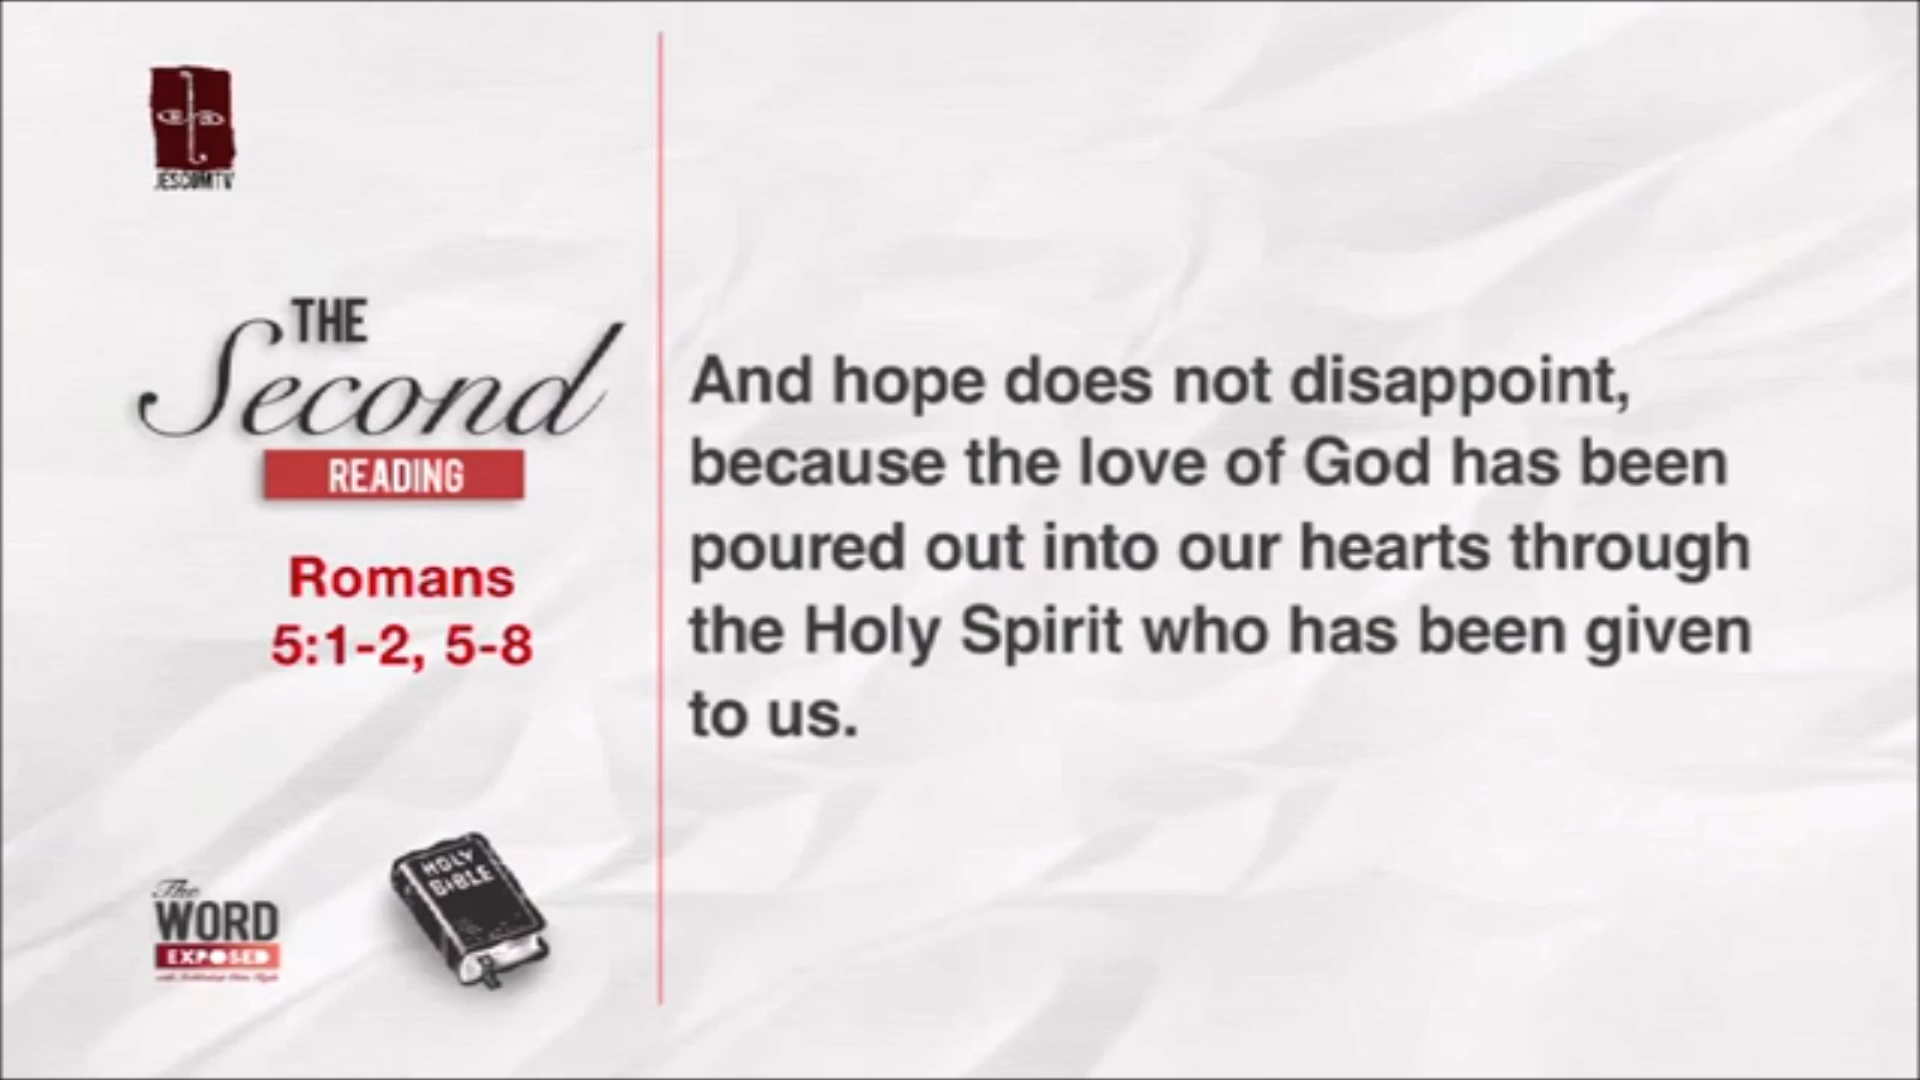 JESCOMTV
THE
Second
READING
Romans
5:1-2, 5-8
And hope does not disappoint,
because the love of God has been
poured out into our hearts through
the Holy Spirit who has been given
to us.
HOLY
BIBLE
The
WORD
EXPOSED